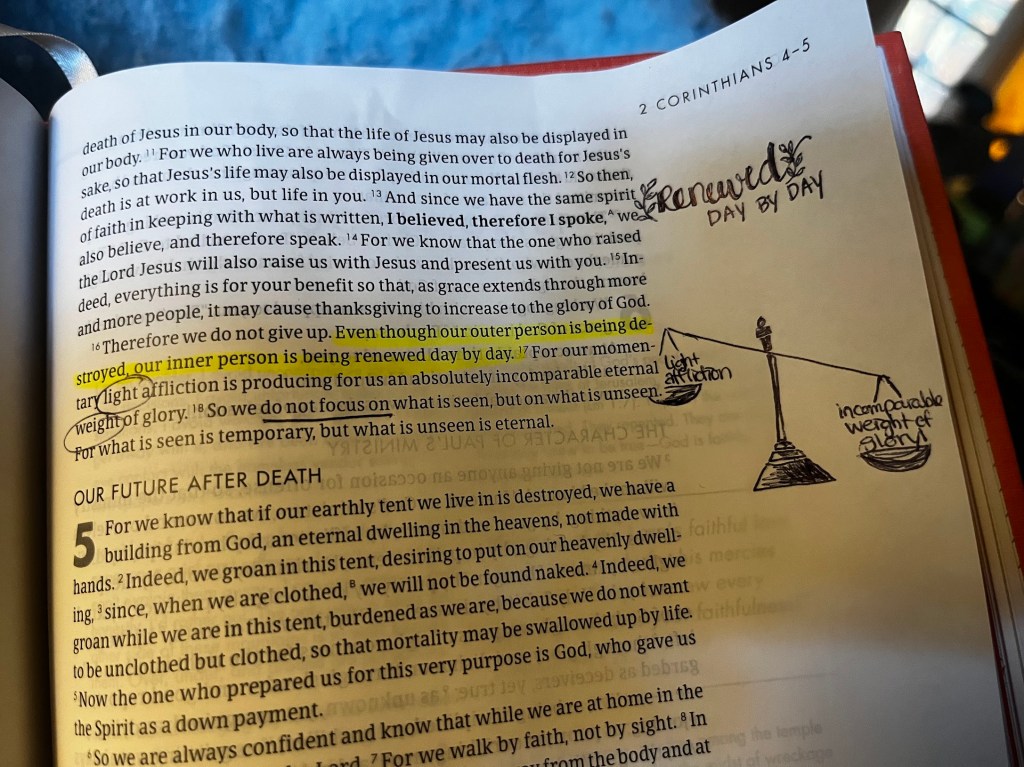 2 CORINTHIANS 4–5
death of Jesus in our body, so that the life of Jesus may also be displayed in
our body. ¹¹ For we who live are always being given over to death for Jesus's
sake, so that Jesus's life may also be displayed in our mortal flesh. ¹² So then,
death is at work in us, but life in you. ¹³ And since we have the same spirit
of faith in keeping with what is written, I believed, therefore I spoke,ᴬ we
also believe, and therefore speak. ¹⁴ For we know that the one who raised
the Lord Jesus will also raise us with Jesus and present us with you. ¹⁵ In-
deed, everything is for your benefit so that, as grace extends through more
and more people, it may cause thanksgiving to increase to the glory of God.
¹⁶ Therefore we do not give up. Even though our outer person is being de-
stroyed, our inner person is being renewed day by day. ¹⁷ For our momen-
tary light affliction is producing for us an absolutely incomparable eternal
weight of glory. ¹⁸ So we do not focus on what is seen, but on what is unseen.
For what is seen is temporary, but what is unseen is eternal.
Renewed
DAY BY DAY
light
affliction
incomparable
weight of
glory
OUR FUTURE AFTER DEATH
5 For we know that if our earthly tent we live in is destroyed, we have a
building from God, an eternal dwelling in the heavens, not made with
hands. ² Indeed, we groan in this tent, desiring to put on our heavenly dwell-
ing, ³ since, when we are clothed,ᴮ we will not be found naked. ⁴ Indeed, we
groan while we are in this tent, burdened as we are, because we do not want
to be unclothed but clothed, so that mortality may be swallowed up by life.
⁵ Now the one who prepared us for this very purpose is God, who gave us
the Spirit as a down payment.
⁶ So we are always confident and know that while we are at home in the
Lord. ⁷ For we walk by faith, not by sight. ⁸ In
from the body and at